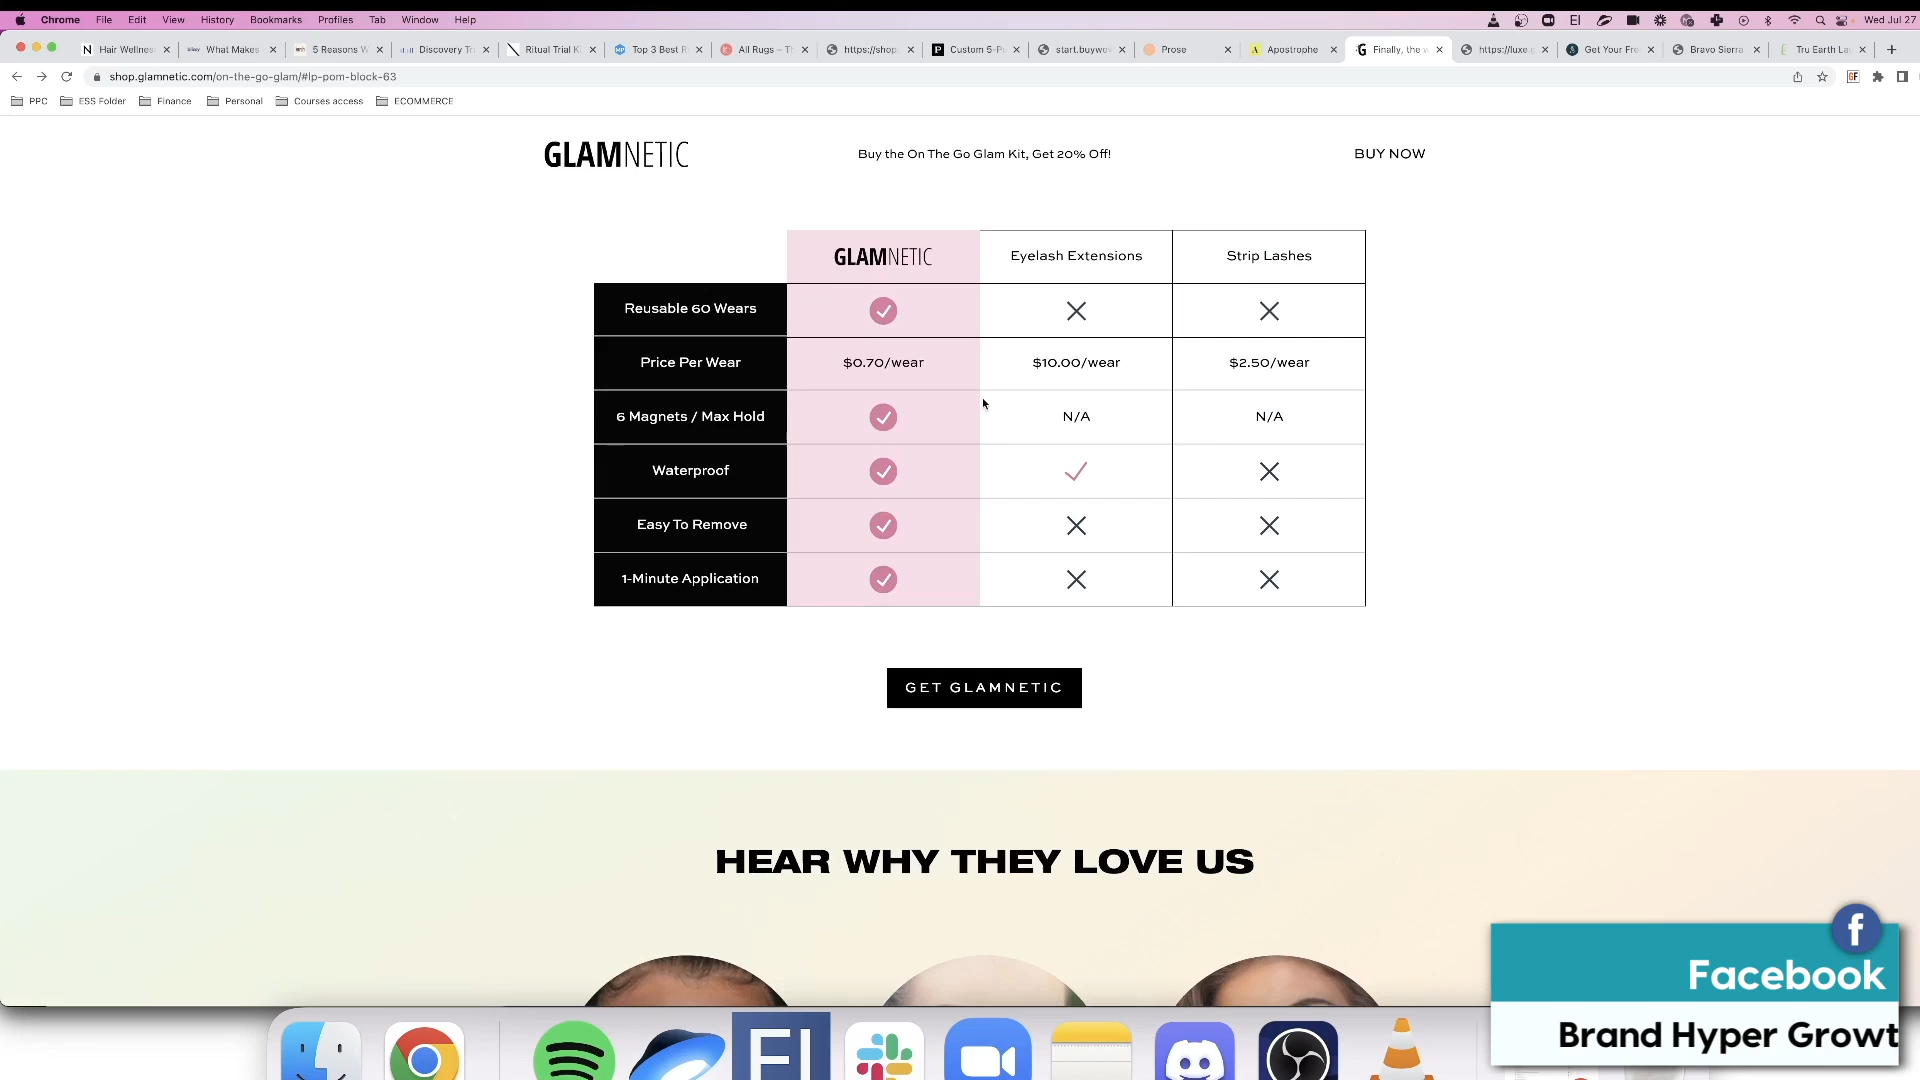 Chrome File Edit View History Bookmarks Profiles Tab Window Help
Wed Jul 27
Hair Wellnes
What Makes
5 Reasons W
Discovery Tr
Ritual Trial K
Top 3 Best R
All Rugs – Th
https://shop.
Custom 5-Pa
start.buywov
Prose
Apostrophe
Finally, the w
https://luxe.g
Get Your Fre
Bravo Sierra
Tru Earth Lau
shop.glamnetic.com/on-the-go-glam/#lp-pom-block-63
PPC ESS Folder Finance Personal Courses access ECOMMERCE
GLAMNETIC
Buy the On The Go Glam Kit, Get 20% Off!
BUY NOW
GLAMNETIC Eyelash Extensions Strip Lashes
Reusable 60 Wears
Price Per Wear $0.70/wear $10.00/wear $2.50/wear
6 Magnets / Max Hold N/A N/A
Waterproof
Easy To Remove
1-Minute Application
GET GLAMNETIC
HEAR WHY THEY LOVE US
Facebook
Brand Hyper Growt